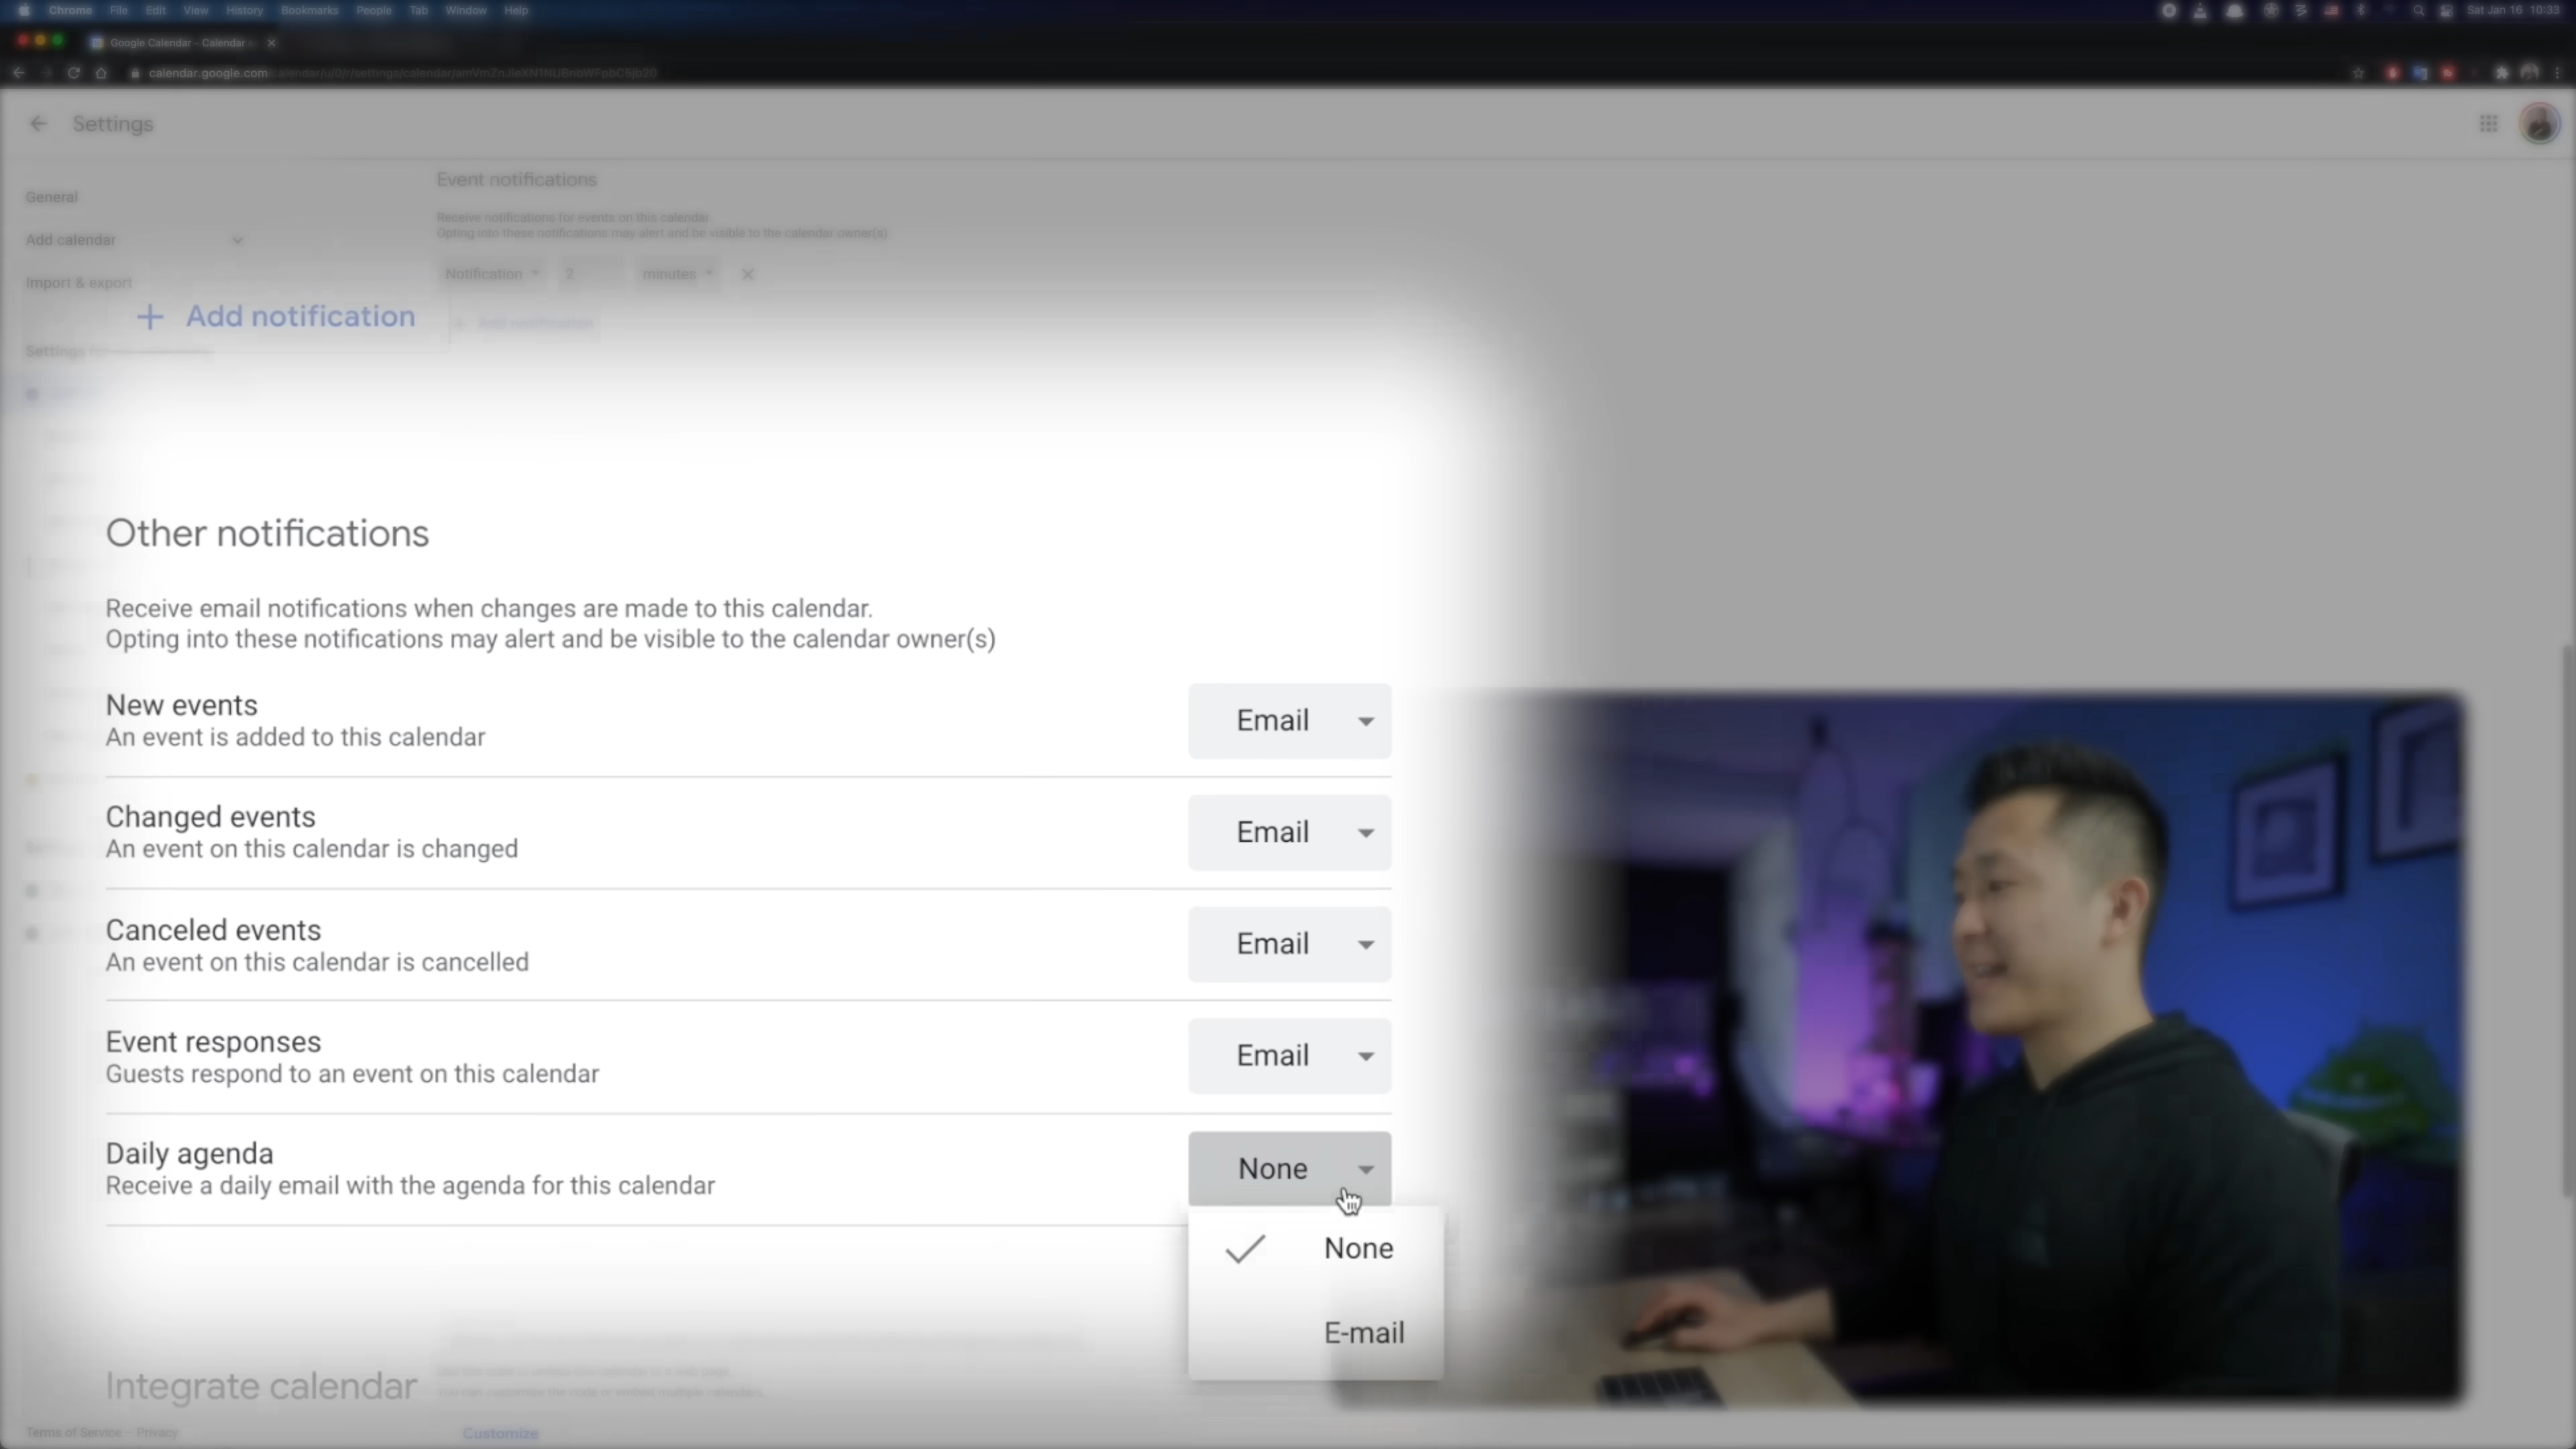 Chrome File Edit View History Bookmarks People Tab Window Help
Sat Jan 16 10:33
Google Calendar - Calendar
calendar.google.com
Settings
General
Add calendar
Import & export
Settings
Event notifications
Receive notifications for events on this calendar.
Opting into these notifications may alert and be visible to the calendar owner(s)
Notification 2 minutes
Add notification
+ Add notification
Other notifications
Receive email notifications when changes are made to this calendar.
Opting into these notifications may alert and be visible to the calendar owner(s)
New events
An event is added to this calendar
Email
Changed events
An event on this calendar is changed
Email
Canceled events
An event on this calendar is cancelled
Email
Event responses
Guests respond to an event on this calendar
Email
Daily agenda
Receive a daily email with the agenda for this calendar
None
None
E-mail
Integrate calendar
Customize
Terms of Service – Privacy